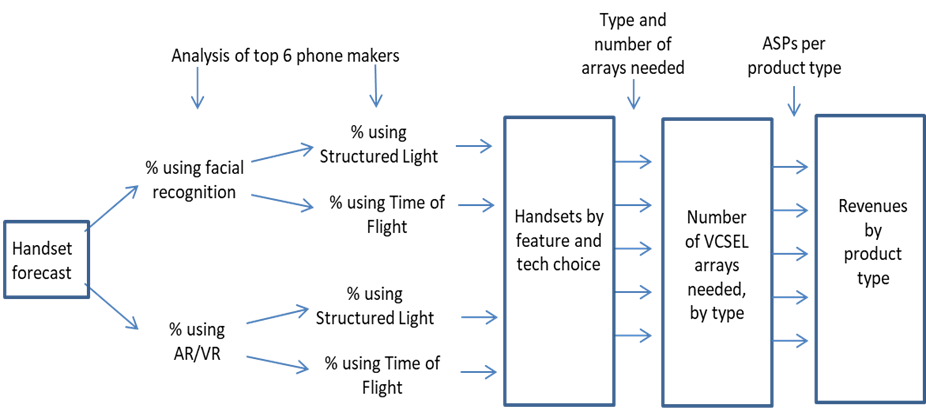 Analysis of top 6 phone makers
Type and
number of
arrays needed
ASPs per
product type
Handset
forecast
% using facial
recognition
% using
AR/VR
% using
Structured Light
% using Time of
Flight
% using
Structured Light
% using Time of
Flight
Handsets by
feature and
tech choice
Number
of VCSEL
arrays
needed,
by type
Revenues
by
product
type